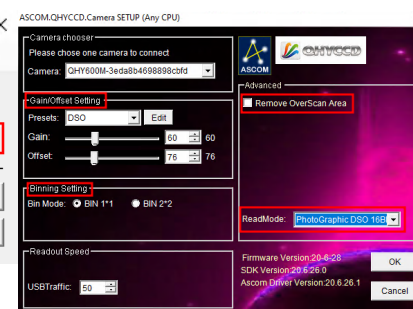 ASCOM.QHYCCD.Camera SETUP (Any CPU)
Camera chooser
Please chose one camera to connect
Camera: QHY600M-3eda8b4698898cbfd
ASCOM
QHYCCD
Gain/Offset Setting
Presets: DSO Edit
Gain: 60 60
Offset: 76 76
Advanced
Remove OverScan Area
Binning Setting
Bin Mode: BIN 1*1 BIN 2*2
ReadMode: PhotoGraphic DSO 16B
Readout Speed
USBTraffic: 50
Firmware Version:20-6-28
SDK Version:20.6.26.0
Ascom Driver Version:20.6.26.1
OK
Cancel